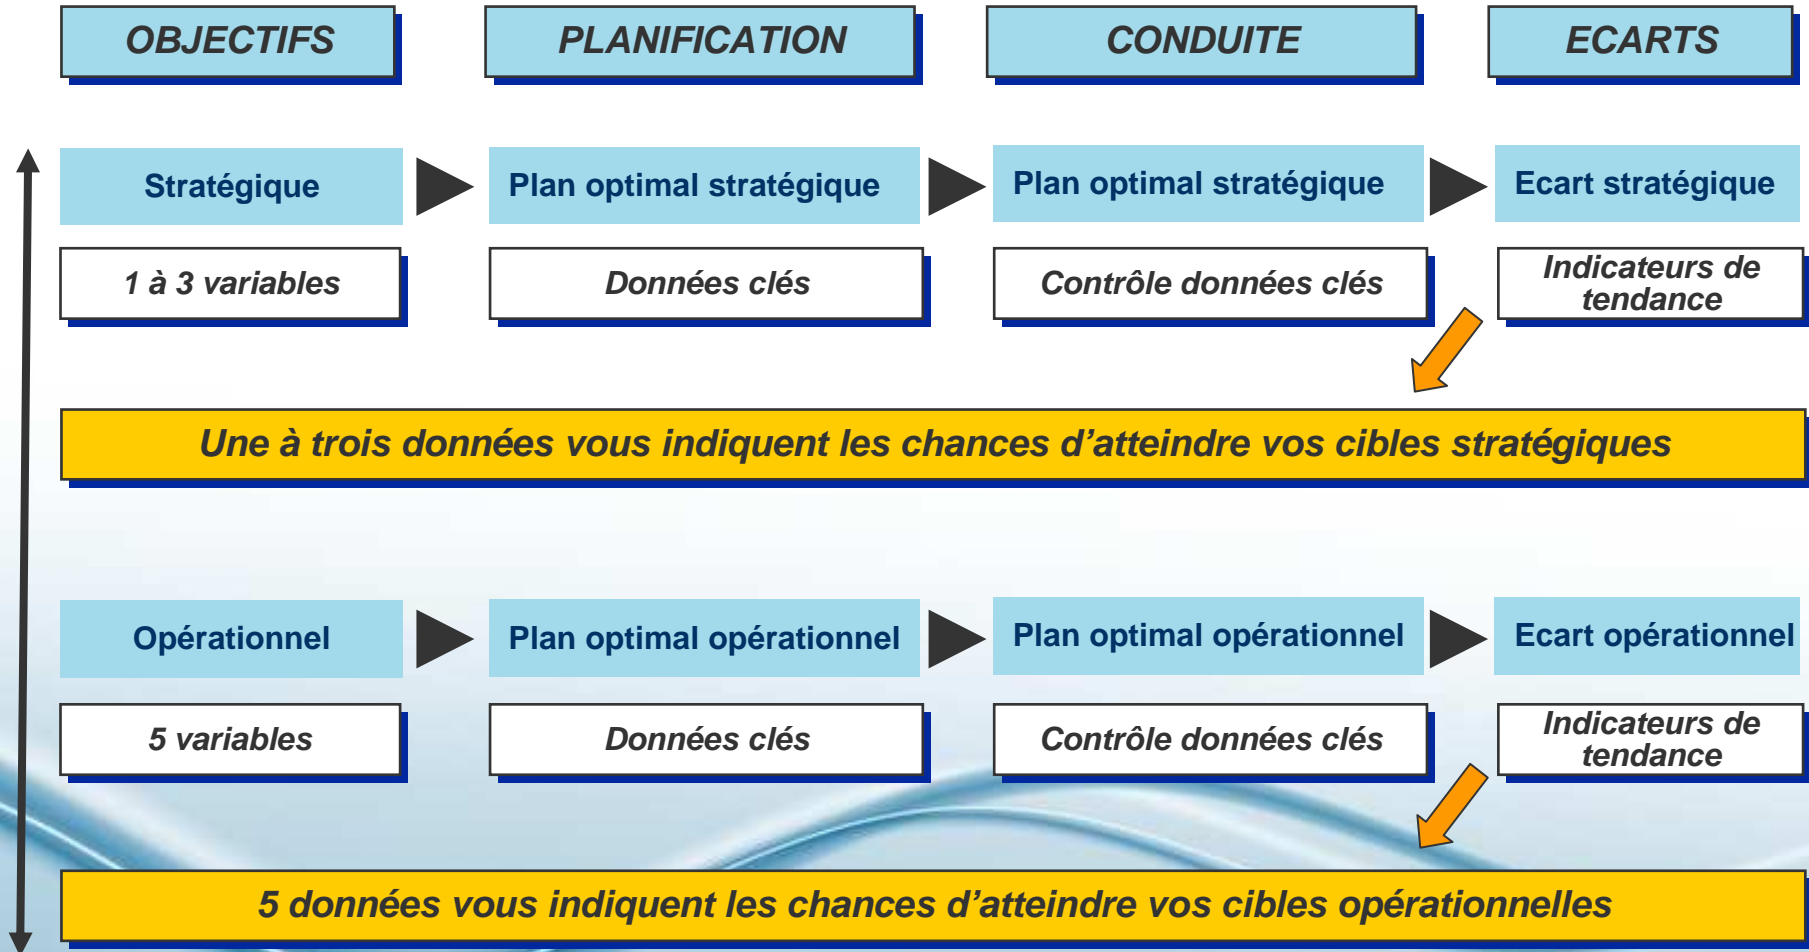 OBJECTIFS
PLANIFICATION
CONDUITE
ECARTS
Stratégique
Plan optimal stratégique
Plan optimal stratégique
Ecart stratégique
1 à 3 variables
Données clés
Contrôle données clés
Indicateurs de
tendance
Une à trois données vous indiquent les chances d’atteindre vos cibles stratégiques
Opérationnel
Plan optimal opérationnel
Plan optimal opérationnel
Ecart opérationnel
5 variables
Données clés
Contrôle données clés
Indicateurs de
tendance
5 données vous indiquent les chances d’atteindre vos cibles opérationnelles